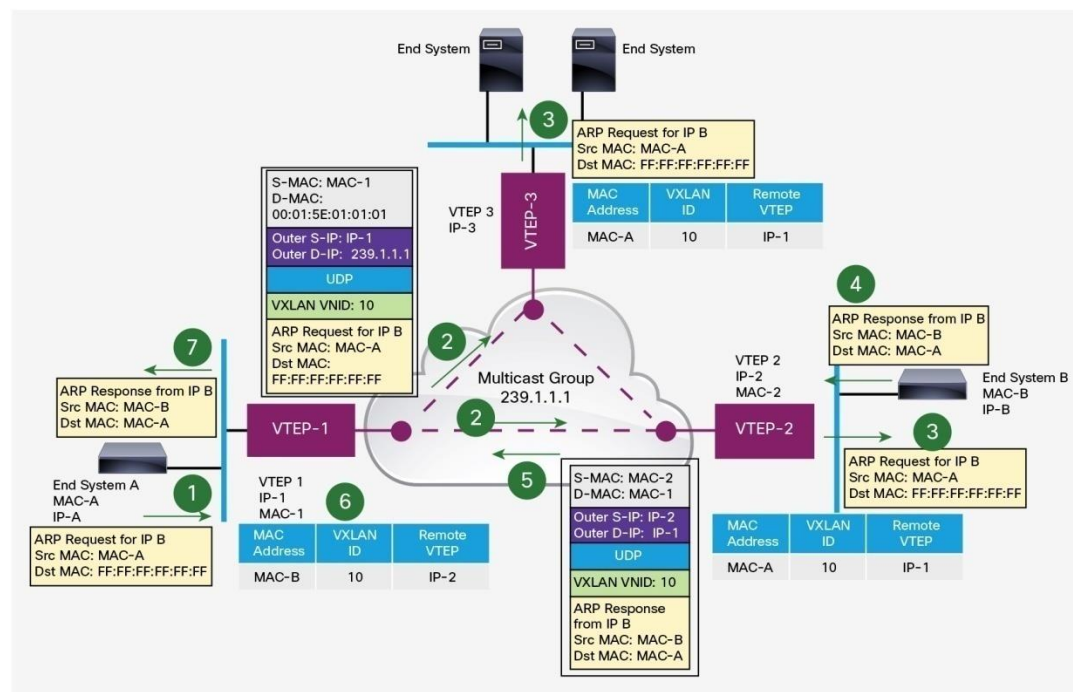 End System
End System
3
ARP Request for IP B
Src MAC: MAC-A
Dst MAC: FF:FF:FF:FF:FF:FF
S-MAC: MAC-1
D-MAC:
00:01:5E:01:01:01
Outer S-IP: IP-1
Outer D-IP: 239.1.1.1
UDP
VXLAN VNID: 10
ARP Request for IP B
Src MAC: MAC-A
Dst MAC:
FF:FF:FF:FF:FF:FF
VTEP 3
IP-3
VTEP-3
MAC Address VXLAN ID Remote VTEP
MAC-A 10 IP-1
4
ARP Response from IP B
Src MAC: MAC-B
Dst MAC: MAC-A
7
ARP Response from IP B
Src MAC: MAC-B
Dst MAC: MAC-A
2
Multicast Group
239.1.1.1
2
VTEP 2
IP-2
MAC-2
End System B
MAC-B
IP-B
VTEP-1
VTEP-2
3
ARP Request for IP B
Src MAC: MAC-A
Dst MAC: FF:FF:FF:FF:FF:FF
5
End System A
MAC-A
IP-A
1
VTEP 1
IP-1
MAC-1
6
S-MAC: MAC-2
D-MAC: MAC-1
Outer S-IP: IP-2
Outer D-IP: IP-1
UDP
VXLAN VNID: 10
ARP Response
from IP B
Src MAC: MAC-B
Dst MAC: MAC-A
ARP Request for IP B
Src MAC: MAC-A
Dst MAC: FF:FF:FF:FF:FF:FF
MAC Address VXLAN ID Remote VTEP
MAC-B 10 IP-2
MAC Address VXLAN ID Remote VTEP
MAC-A 10 IP-1